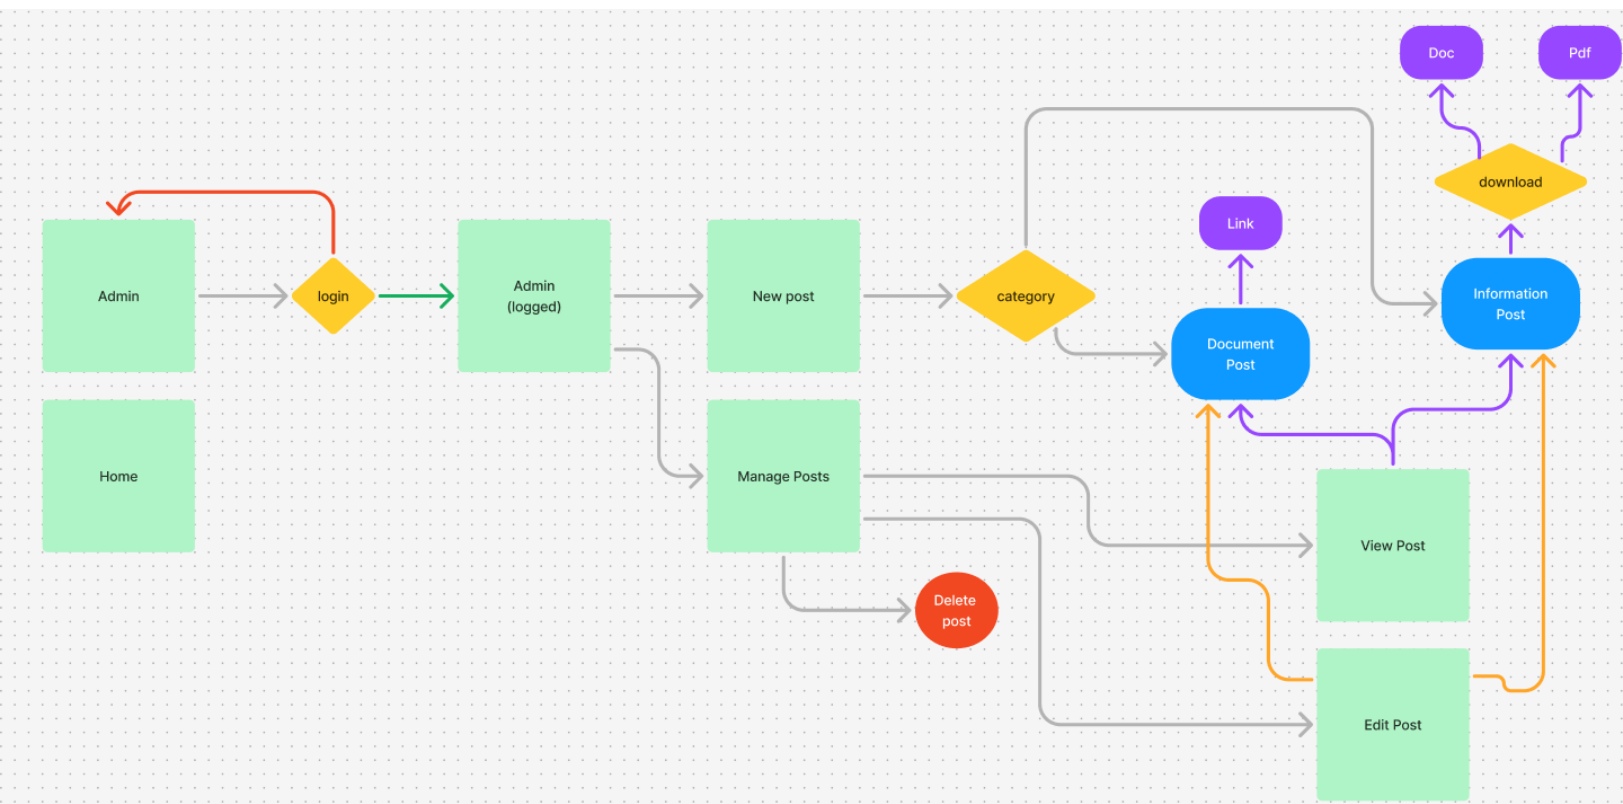 Doc
Pdf
download
Link
Admin
login
Admin
(logged)
New post
category
Information
Post
Document
Post
Home
Manage Posts
View Post
Delete
post
Edit Post